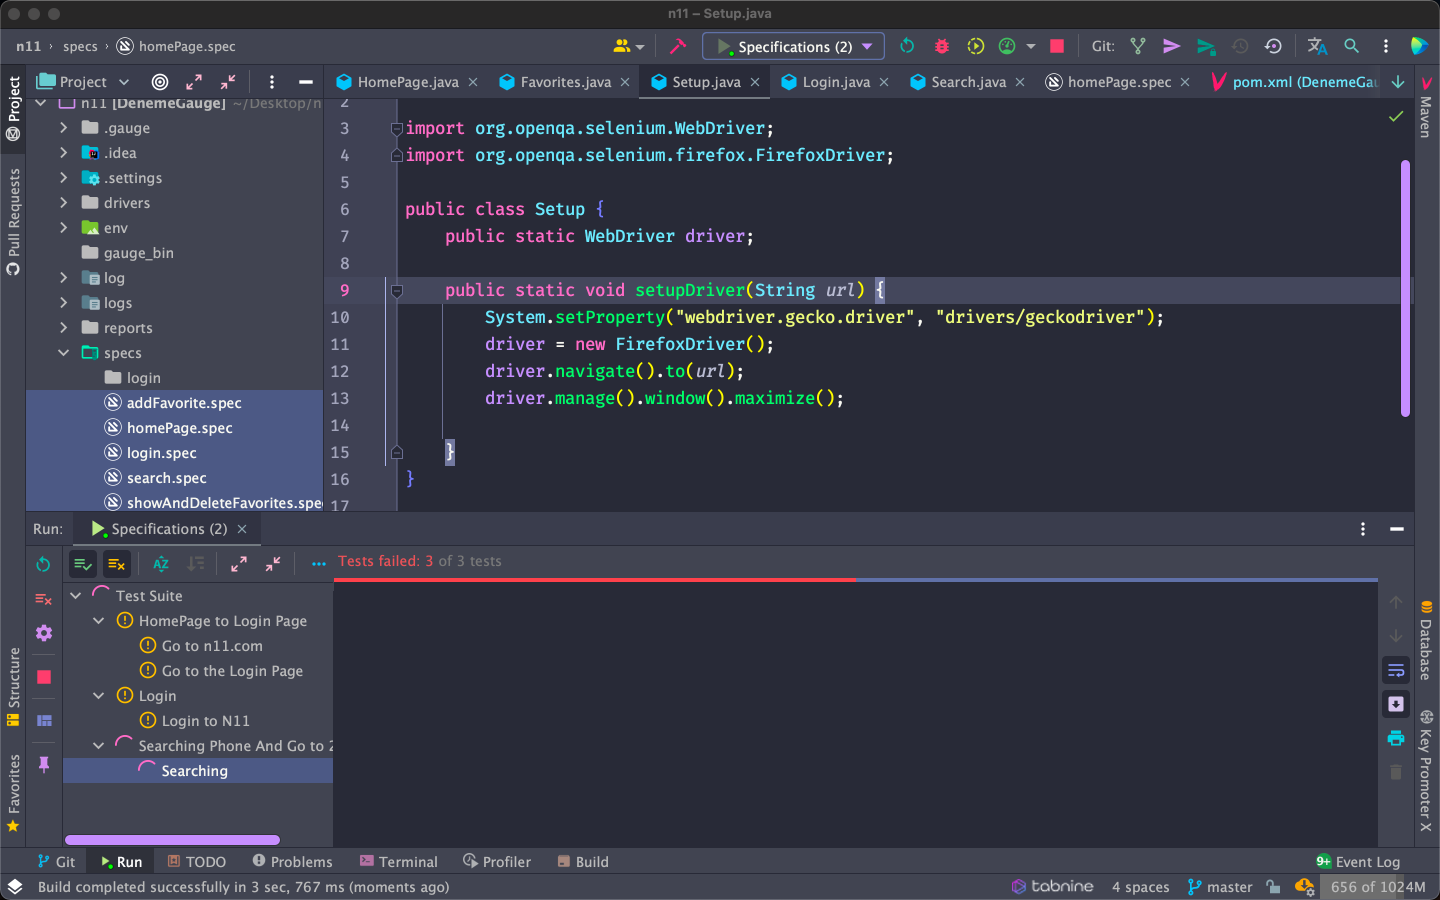 n11 – Setup.java
n11 › specs › homePage.spec
Specifications (2)
Git:
Project
HomePage.java
Favorites.java
Setup.java
Login.java
Search.java
homePage.spec
pom.xml (DenemeGau
Project
Pull Requests
Structure
Favorites
n11 [DenemeGauge] ~/Desktop/n
.gauge
.idea
.settings
drivers
env
gauge_bin
log
logs
reports
specs
login
addFavorite.spec
homePage.spec
login.spec
search.spec
showAndDeleteFavorites.spec
2
3 import org.openqa.selenium.WebDriver;
4 import org.openqa.selenium.firefox.FirefoxDriver;
5
6 public class Setup {
7 public static WebDriver driver;
8
9 public static void setupDriver(String url) {
10 System.setProperty("webdriver.gecko.driver", "drivers/geckodriver");
11 driver = new FirefoxDriver();
12 driver.navigate().to(url);
13 driver.manage().window().maximize();
14
15 }
16 }
17
Maven
Database
Key Promoter X
Run: Specifications (2)
Tests failed: 3 of 3 tests
Test Suite
HomePage to Login Page
Go to n11.com
Go to the Login Page
Login
Login to N11
Searching Phone And Go to 2
Searching
Git
Run
TODO
Problems
Terminal
Profiler
Build
9+ Event Log
Build completed successfully in 3 sec, 767 ms (moments ago)
tabnine
4 spaces
master
656 of 1024M